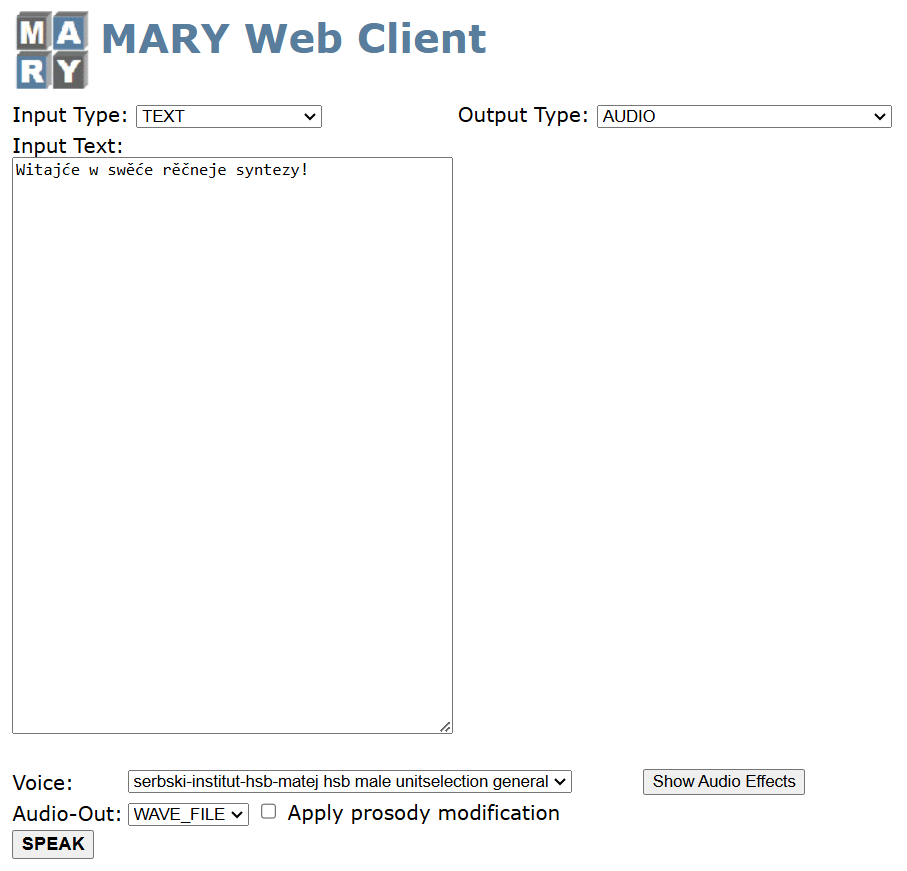 MA
RY
MARY Web Client
Input Type: TEXT Output Type: AUDIO
Input Text:
Witajće w swěće rěčneje syntezy!
Voice: serbski-institut-hsb-matej hsb male unitselection general Show Audio Effects
Audio-Out: WAVE_FILE Apply prosody modification
SPEAK